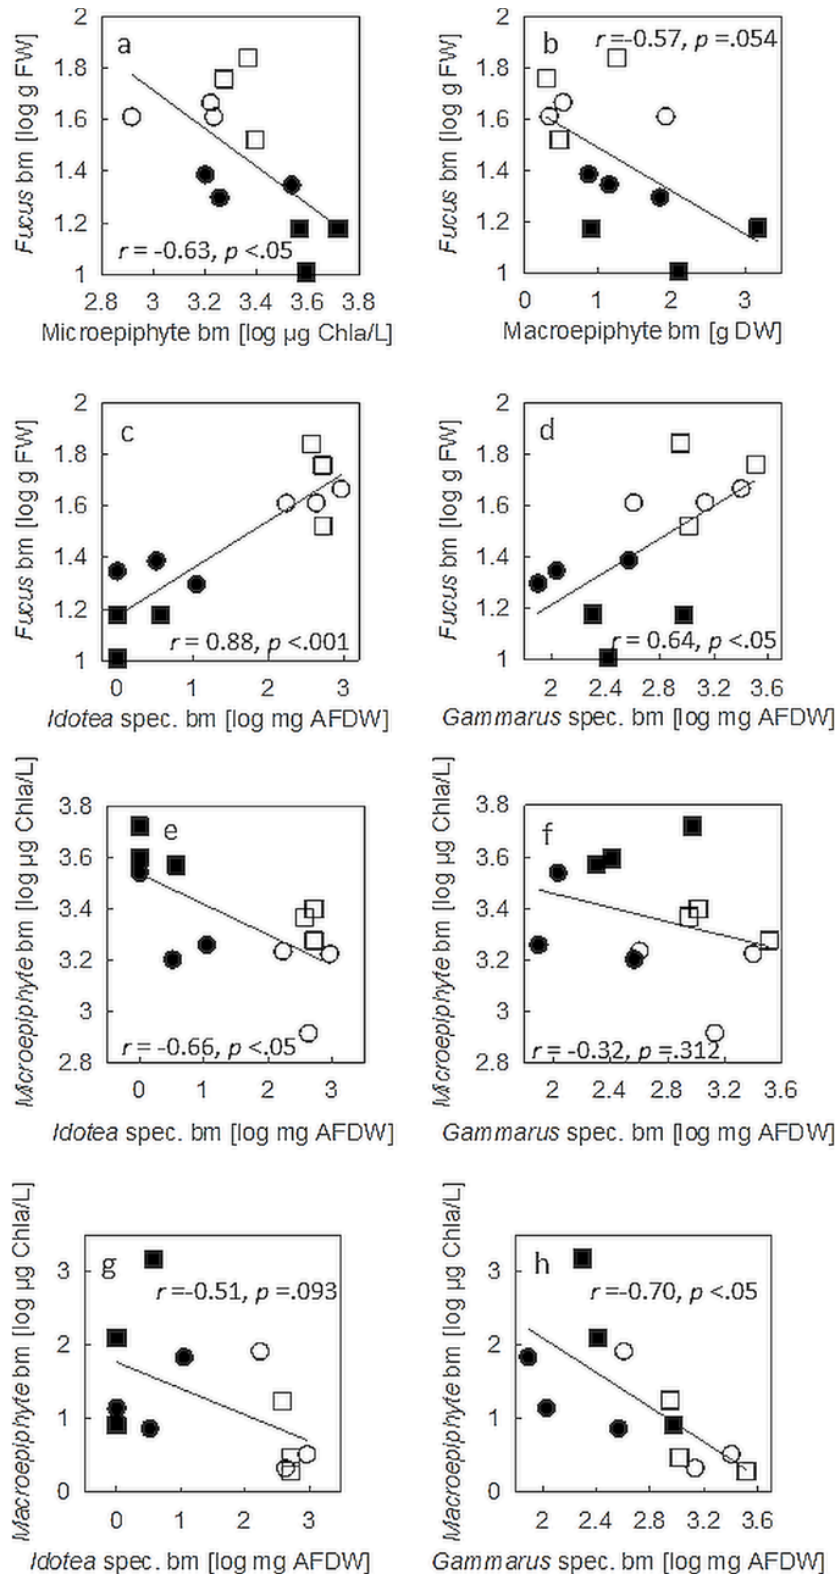 a
r = -0.63, p <.05
2
1.8
1.6
1.4
1.2
1
2.8 3 3.2 3.4 3.6 3.8
Fucus bm [log g FW]
Microepiphyte bm [log µg Chla/L]
b
r =-0.57, p =.054
2
1.8
1.6
1.4
1.2
1
0 1 2 3
Fucus bm [log g FW]
Macroepiphyte bm [g DW]
c
r = 0.88, p <.001
2
1.8
1.6
1.4
1.2
1
0 1 2 3
Fucus bm [log g FW]
Idotea spec. bm [log mg AFDW]
d
r = 0.64, p <.05
2
1.8
1.6
1.4
1.2
1
2 2.4 2.8 3.2 3.6
Fucus bm [log g FW]
Gammarus spec. bm [log mg AFDW]
e
r = -0.66, p <.05
3.8
3.6
3.4
3.2
3
2.8
0 1 2 3
Microepiphyte bm [log µg Chla/L]
Idotea spec. bm [log mg AFDW]
f
r = -0.32, p =.312
3.8
3.6
3.4
3.2
3
2.8
2 2.4 2.8 3.2 3.6
Microepiphyte bm [log µg Chla/L]
Gammarus spec. bm [log mg AFDW]
g
r =-0.51, p =.093
3
2
1
0
0 1 2 3
Macroepiphyte bm [log µg Chla/L]
Idotea spec. bm [log mg AFDW]
h
r =-0.70, p <.05
3
2
1
0
2 2.4 2.8 3.2 3.6
Macroepiphyte bm [log µg Chla/L]
Gammarus spec. bm [log mg AFDW]